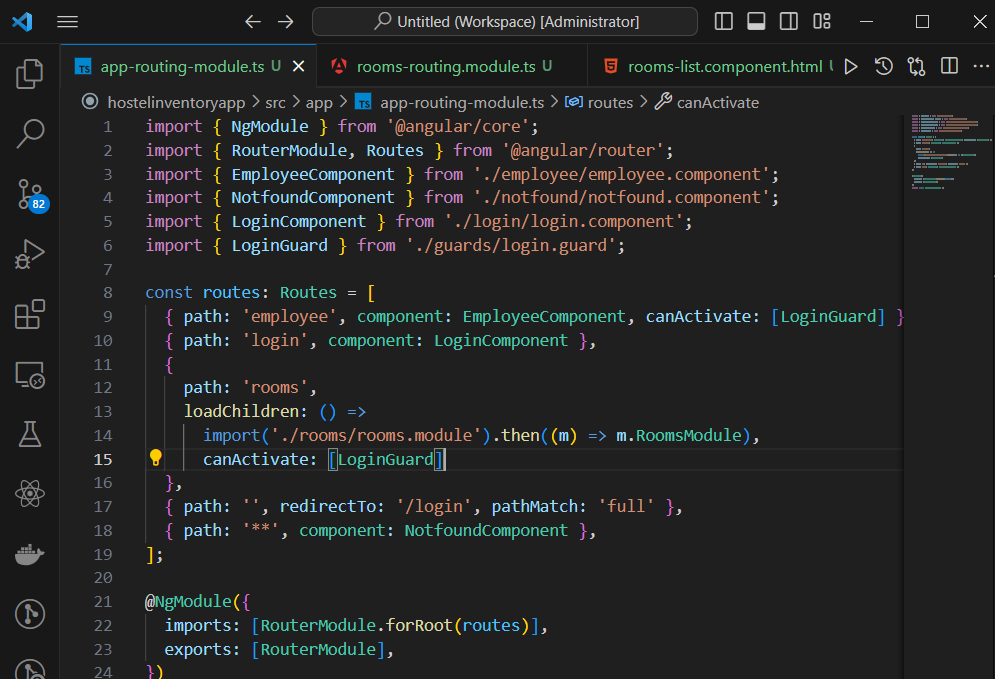 Untitled (Workspace) [Administrator]
TS app-routing-module.ts U
rooms-routing.module.ts U
rooms-list.component.html U
hostelinventoryapp > src > app > TS app-routing-module.ts > routes > canActivate
82
1 import { NgModule } from '@angular/core';
2 import { RouterModule, Routes } from '@angular/router';
3 import { EmployeeComponent } from './employee/employee.component';
4 import { NotfoundComponent } from './notfound/notfound.component';
5 import { LoginComponent } from './login/login.component';
6 import { LoginGuard } from './guards/login.guard';
7
8 const routes: Routes = [
9 { path: 'employee', component: EmployeeComponent, canActivate: [LoginGuard] }
10 { path: 'login', component: LoginComponent },
11 {
12 path: 'rooms',
13 loadChildren: () =>
14 import('./rooms/rooms.module').then((m) => m.RoomsModule),
15 canActivate: [LoginGuard]
16 },
17 { path: '', redirectTo: '/login', pathMatch: 'full' },
18 { path: '**', component: NotfoundComponent },
19 ];
20
21 @NgModule({
22 imports: [RouterModule.forRoot(routes)],
23 exports: [RouterModule],
24 })